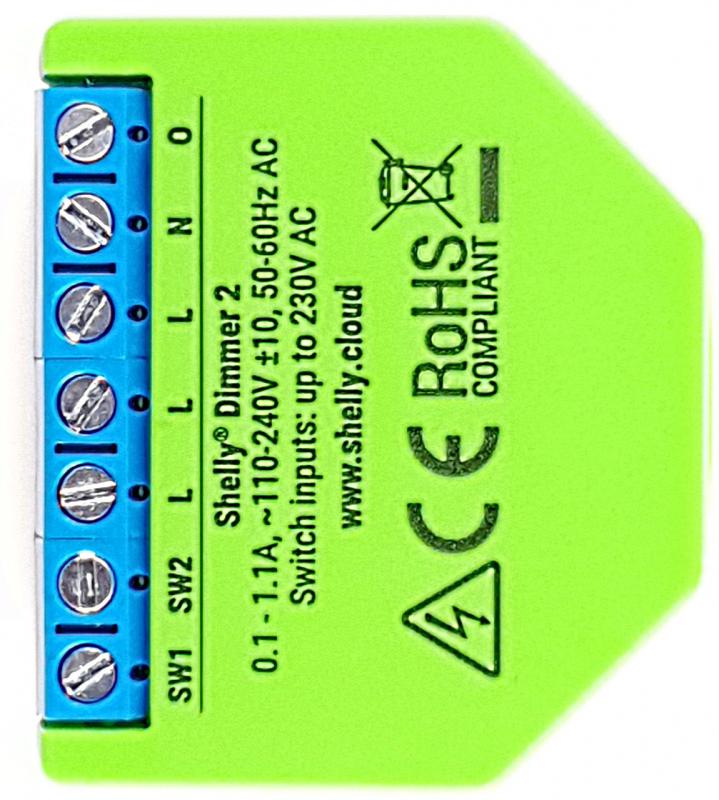 SW1 SW2 L L L N O
Shelly® Dimmer 2
0.1 - 1.1A, ~110-240V ±10, 50-60Hz AC
Switch inputs: up to 230V AC
www.shelly.cloud
CE RoHS
COMPLIANT